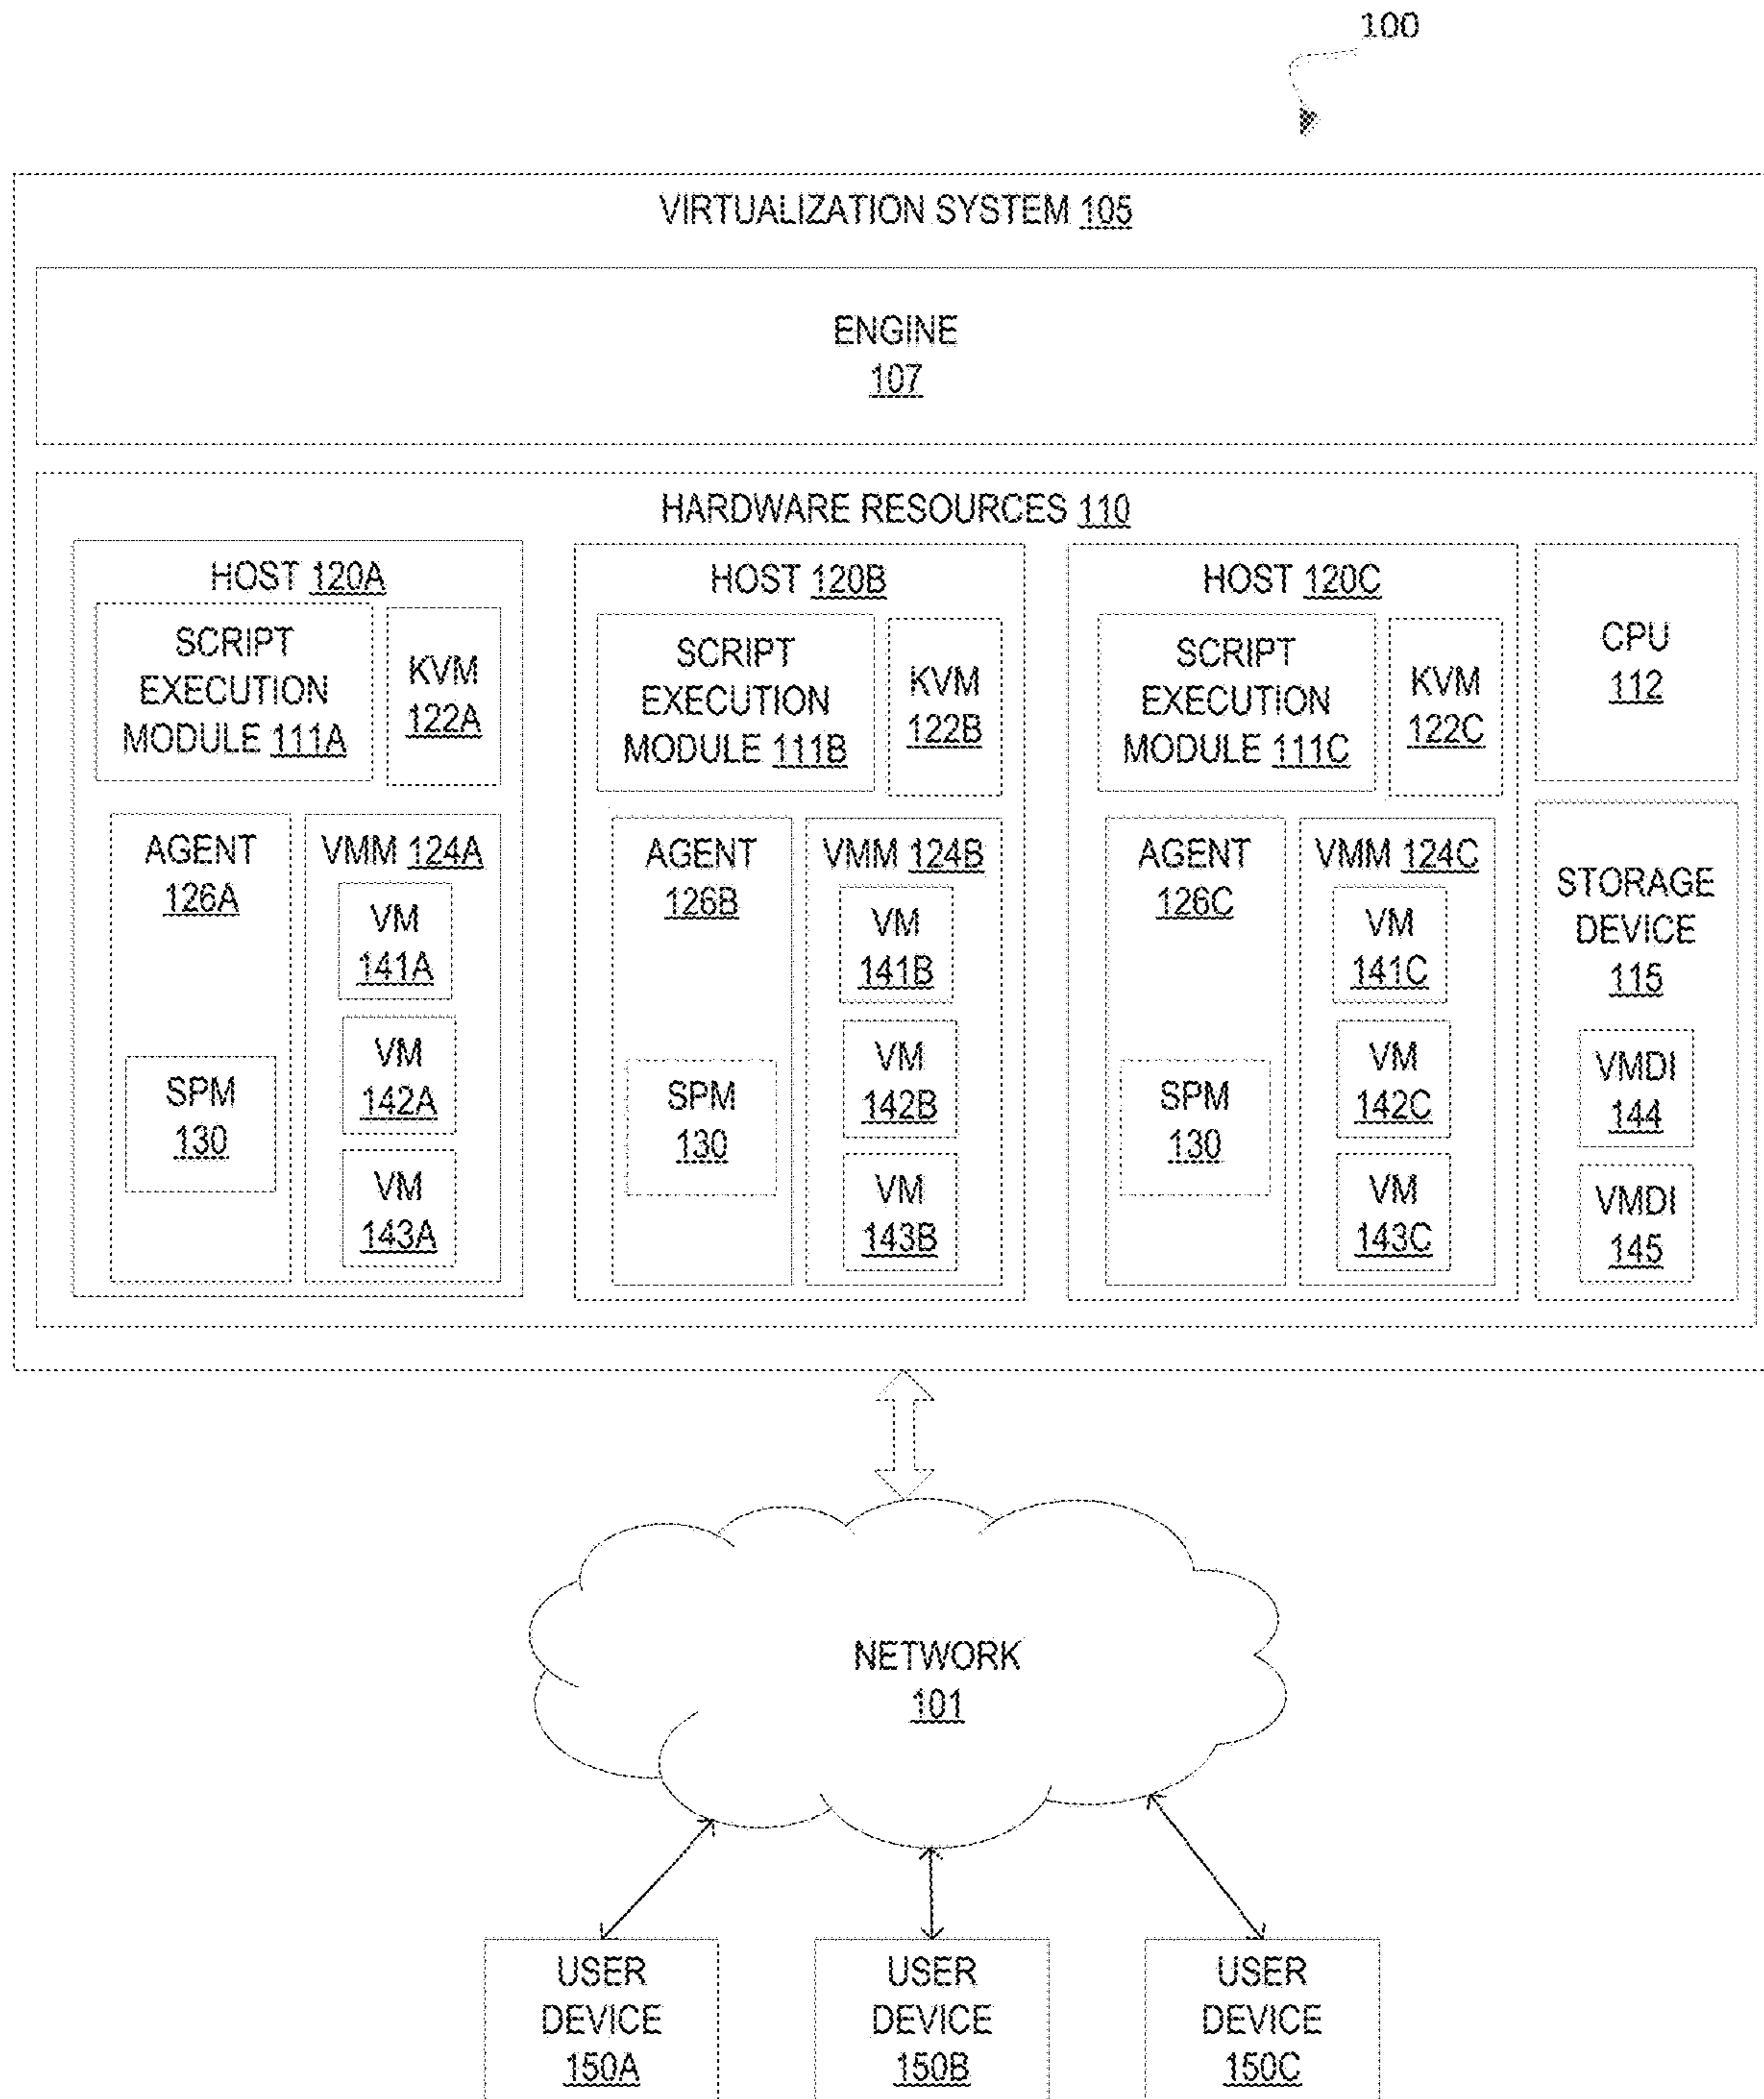 100
VIRTUALIZATION SYSTEM 105
ENGINE
107
HARDWARE RESOURCES 110
HOST 120A
SCRIPT
EXECUTION
MODULE 111A
KVM
122A
AGENT
126A
SPM
130
VMM 124A
VM
141A
VM
142A
VM
143A
HOST 120B
SCRIPT
EXECUTION
MODULE 111B
KVM
122B
AGENT
126B
SPM
130
VMM 124B
VM
141B
VM
142B
VM
143B
HOST 120C
SCRIPT
EXECUTION
MODULE 111C
KVM
122C
AGENT
126C
SPM
130
VMM 124C
VM
141C
VM
142C
VM
143C
CPU
112
STORAGE
DEVICE
115
VMDI
144
VMDI
145
NETWORK
101
USER
DEVICE
150A
USER
DEVICE
150B
USER
DEVICE
150C